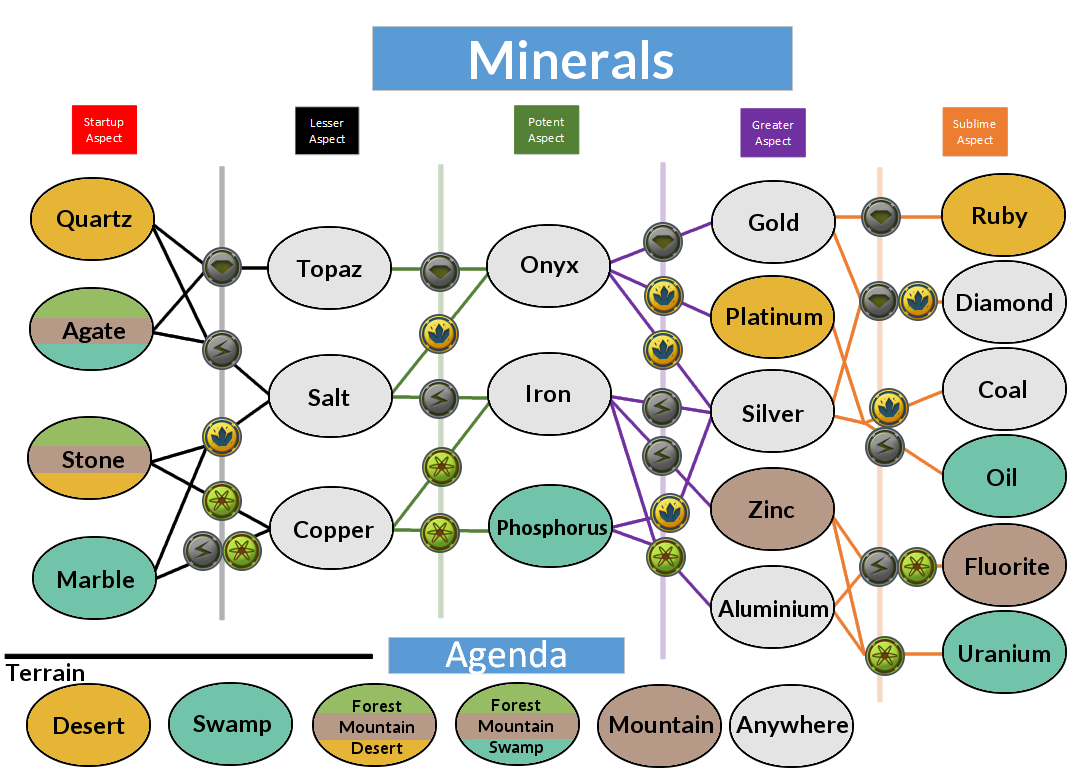 Minerals
Startup
Aspect
Lesser
Aspect
Potent
Aspect
Greater
Aspect
Sublime
Aspect
Quartz
Agate
Stone
Marble
Topaz
Salt
Copper
Onyx
Iron
Phosphorus
Gold
Platinum
Silver
Zinc
Aluminium
Ruby
Diamond
Coal
Oil
Fluorite
Uranium
Agenda
Terrain
Desert
Swamp
Forest
Mountain
Desert
Forest
Mountain
Swamp
Mountain
Anywhere